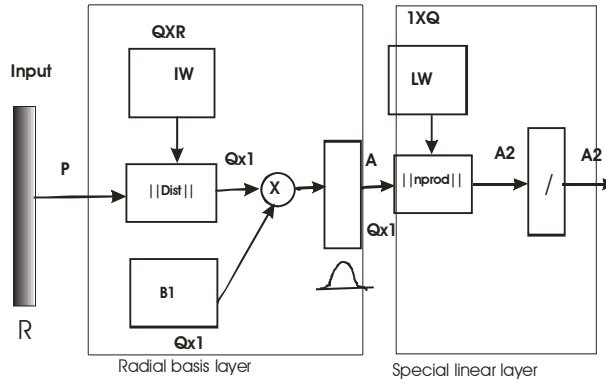 QXR
1XQ
Input
IW
LW
P
||Dist||
Qx1
X
A
||nprod||
A2
/
A2
Qx1
B1
Qx1
R
Radial basis layer
Special linear layer